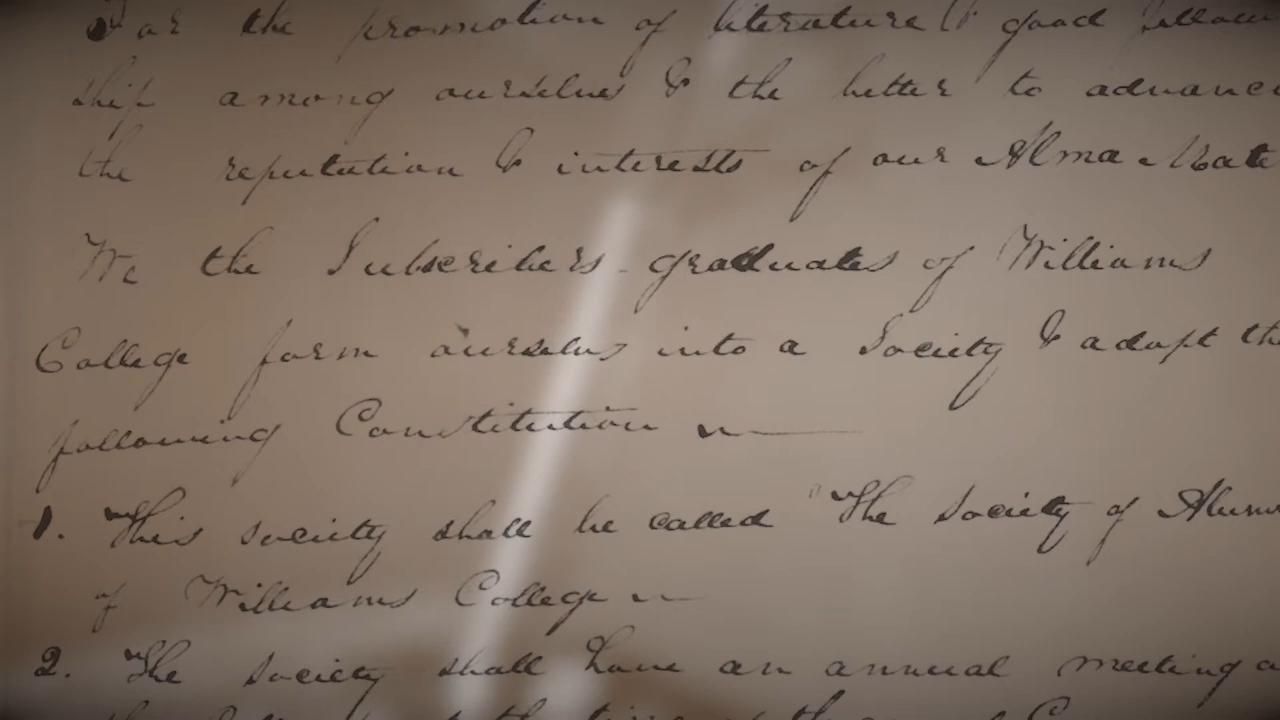 For the promotion of literature & good fellow
ship among ourselves & the better to advance
the reputation & interests of our Alma Mate
We the Subscribers graduates of Williams
College form ourselves into a Society & adopt the
following Constitution
1. This society shall be called "The Society of Alum
of Williams College
2. The Society shall have an annual meeting a